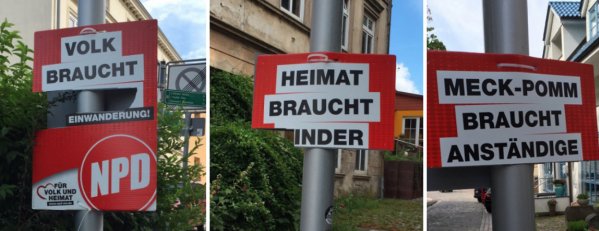 VOLK
BRAUCHT
EINWANDERUNG!
NPD
FÜR
VOLK UND
HEIMAT
HEIMAT
BRAUCHT
INDER
MECK-POMM
BRAUCHT
ANSTÄNDIGE